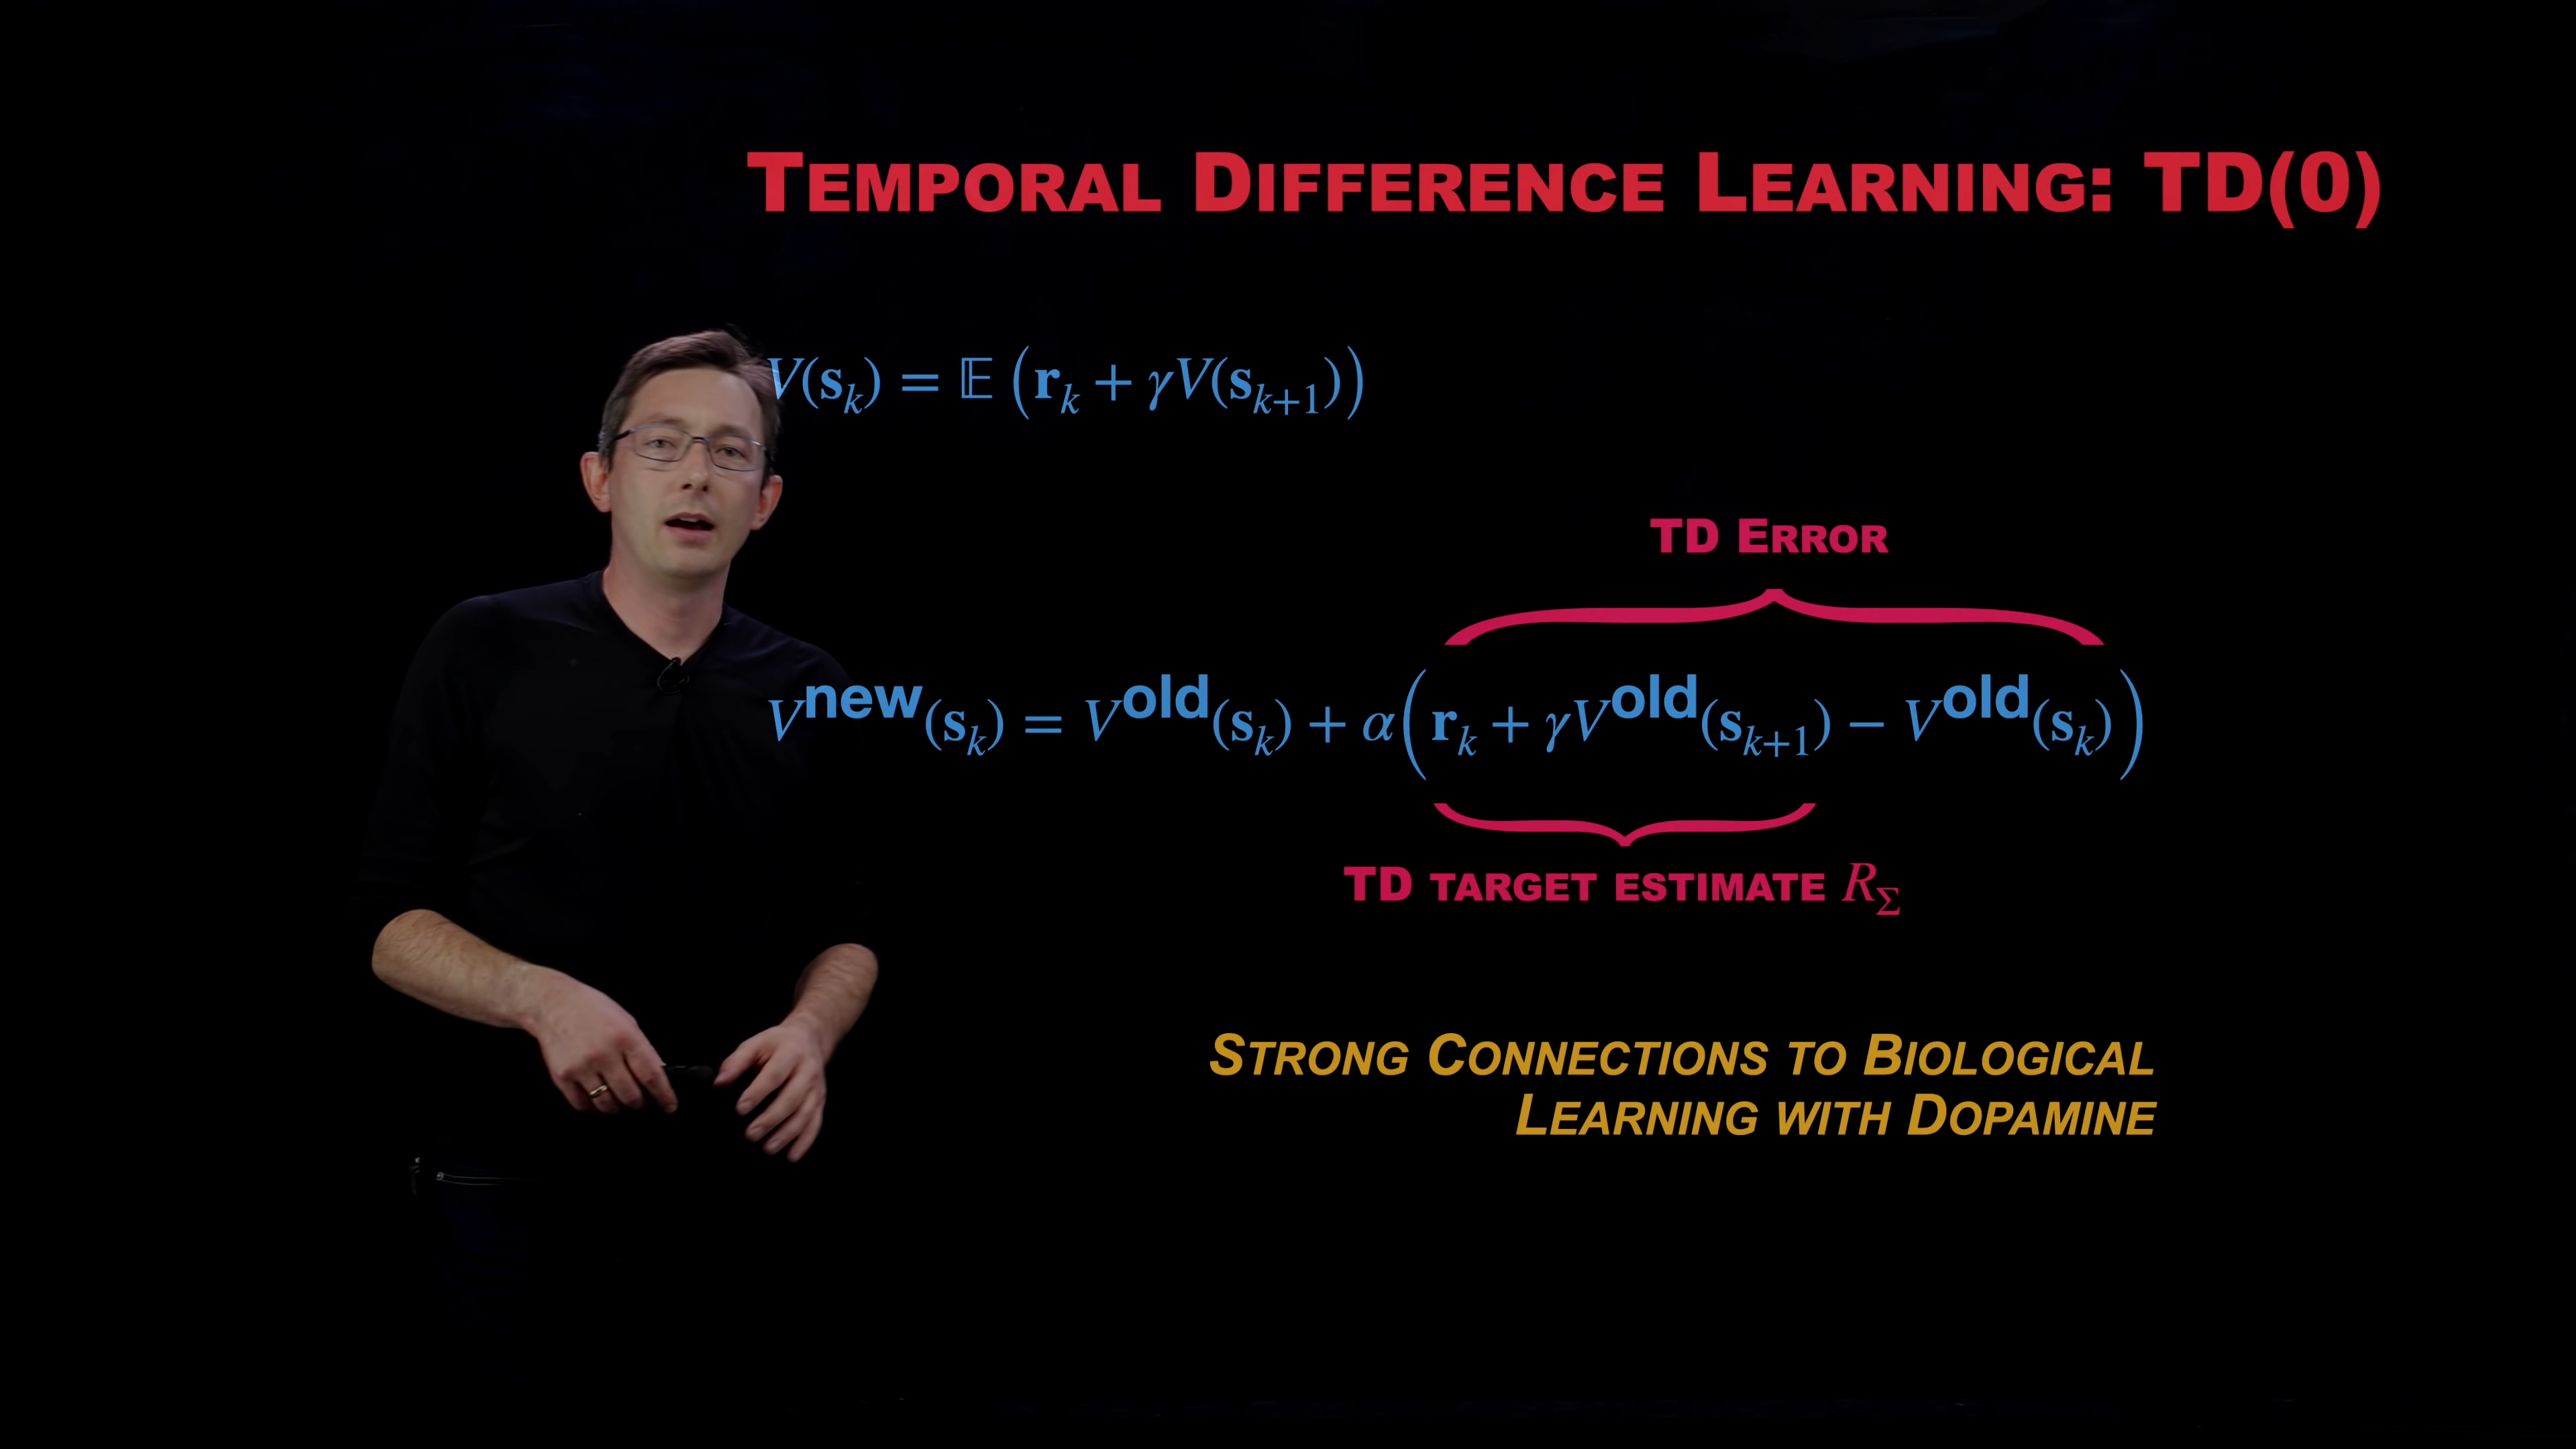 TEMPORAL DIFFERENCE LEARNING: TD(0)
V(s_k) = 𝔼 (r_k + γV(s_{k+1}))
TD ERROR
V^new(s_k) = V^old(s_k) + α(r_k + γV^old(s_{k+1}) − V^old(s_k))
TD TARGET ESTIMATE R_Σ
STRONG CONNECTIONS TO BIOLOGICAL
LEARNING WITH DOPAMINE